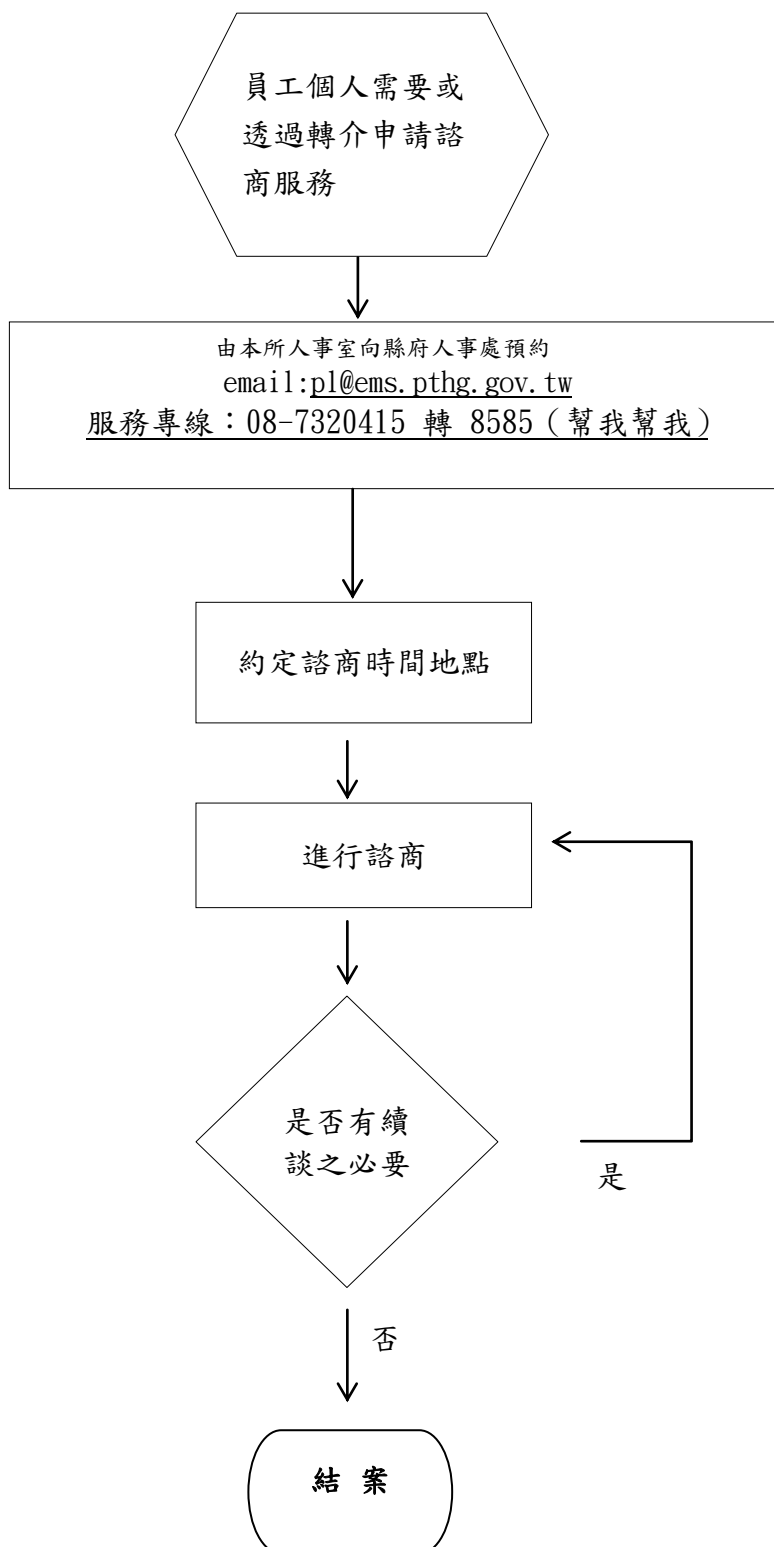 員工個人需要或
透過轉介申請諮
商服務
由本所人事室向縣府人事處預約
email:pl@ems.pthg.gov.tw
服務專線：08-7320415 轉 8585（幫我幫我）
約定諮商時間地點
進行諮商
是否有續
談之必要
是
否
結 案